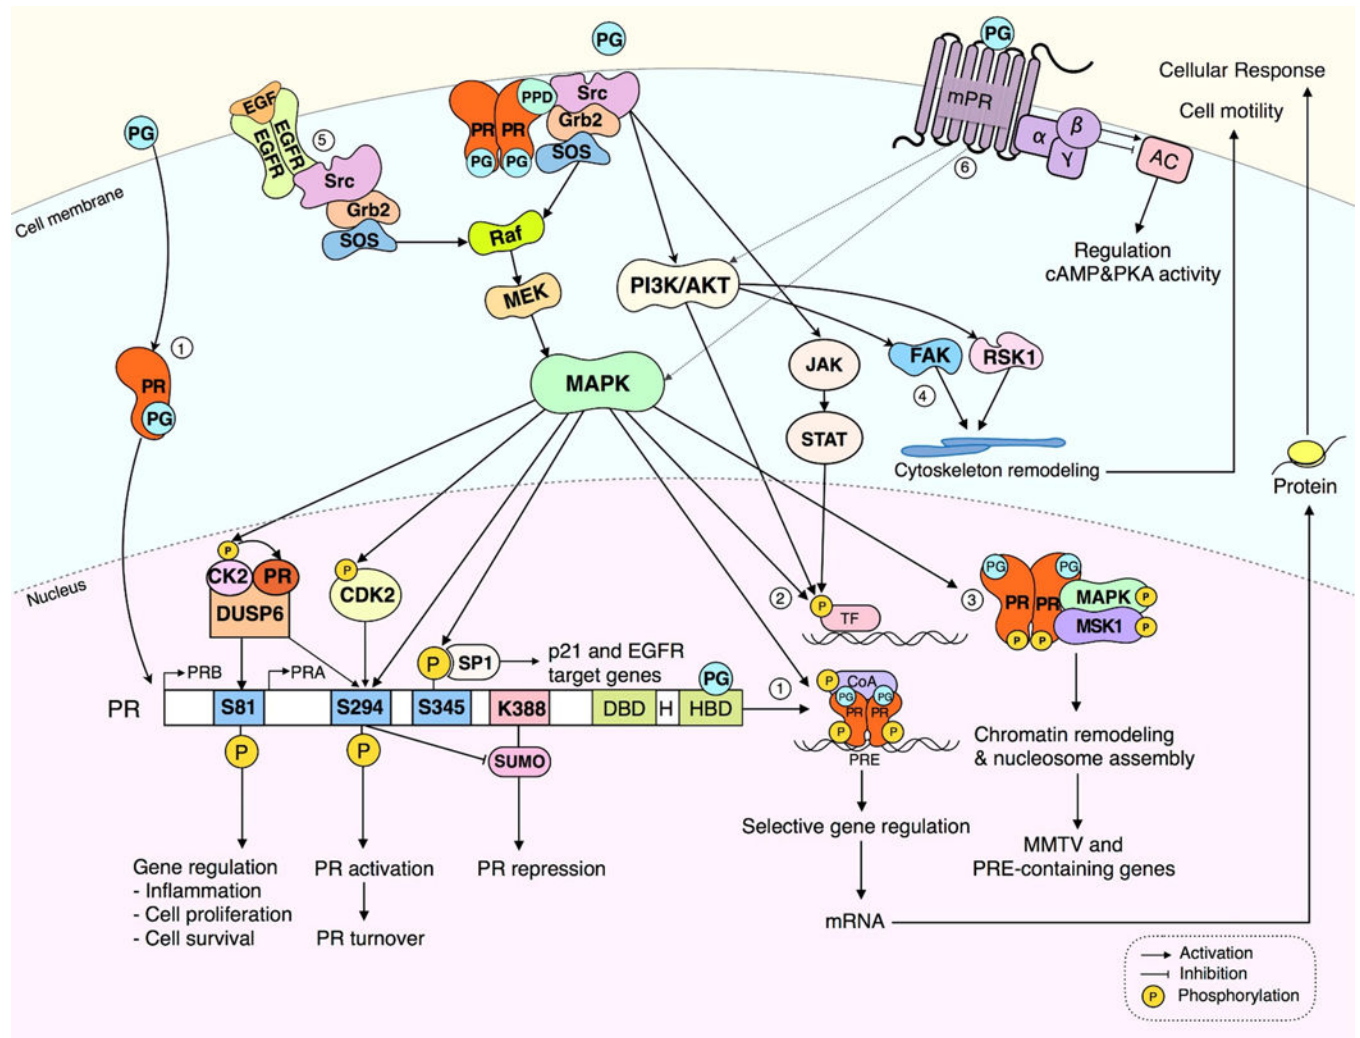 PG
PG
Cellular Response
Cell motility
EGF
EGFR
EGFR
5
Src
Grb2
SOS
PR
PR
PPD
Src
Grb2
SOS
PG
PG
mPR
α
β
γ
AC
6
PG
Cell membrane
Raf
MEK
PI3K/AKT
Regulation
cAMP&PKA activity
1
PR
PG
MAPK
JAK
STAT
FAK
RSK1
4
Cytoskeleton remodeling
Protein
Nucleus
P
CK2
PR
DUSP6
P
CDK2
2
P
TF
3
PG
PG
PR
PR
MAPK
P
MSK1
P
P
P
P
SP1
p21 and EGFR
target genes
PRB
PRA
PR
S81
S294
S345
K388
DBD
H
HBD
PG
1
P
CoA
PG
PG
PR
PR
P
P
PRE
P
P
SUMO
Chromatin remodeling
& nucleosome assembly
Selective gene regulation
MMTV and
PRE-containing genes
mRNA
Gene regulation
- Inflammation
- Cell proliferation
- Cell survival
PR activation
PR turnover
PR repression
Activation
Inhibition
P
Phosphorylation